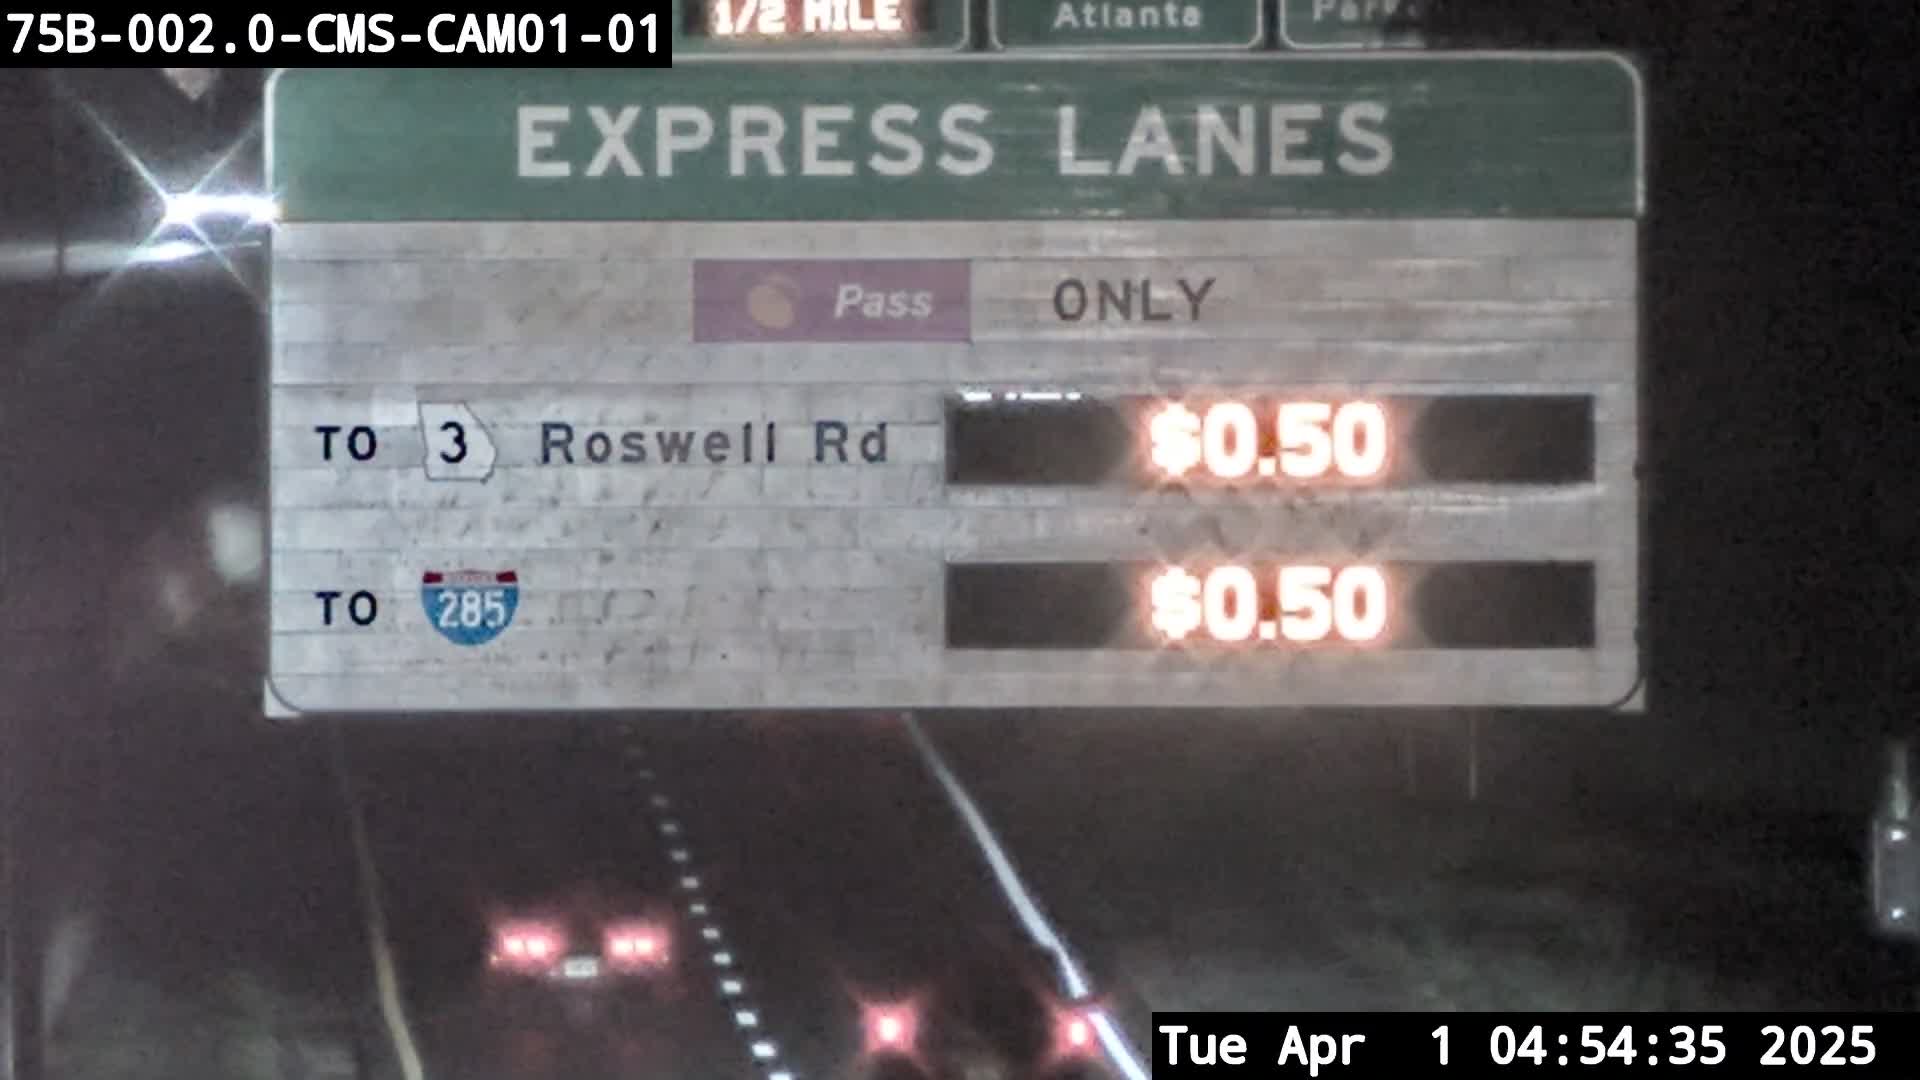 75B-002.0-CMS-CAM01-01
1/2 MILE
Atlanta
EXPRESS LANES
Pass ONLY
TO 3 Roswell Rd $0.50
TO 285 $0.50
Tue Apr 1 04:54:35 2025